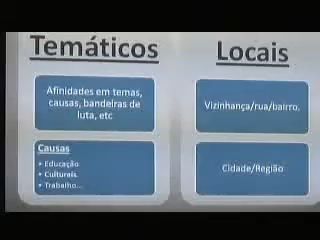 Temáticos
Afinidades em temas,
causas, bandeiras de
luta, etc
Causas
• Educação
• Culturais
• Trabalho...
Locais
Vizinhança/rua/bairro.
Cidade/Região